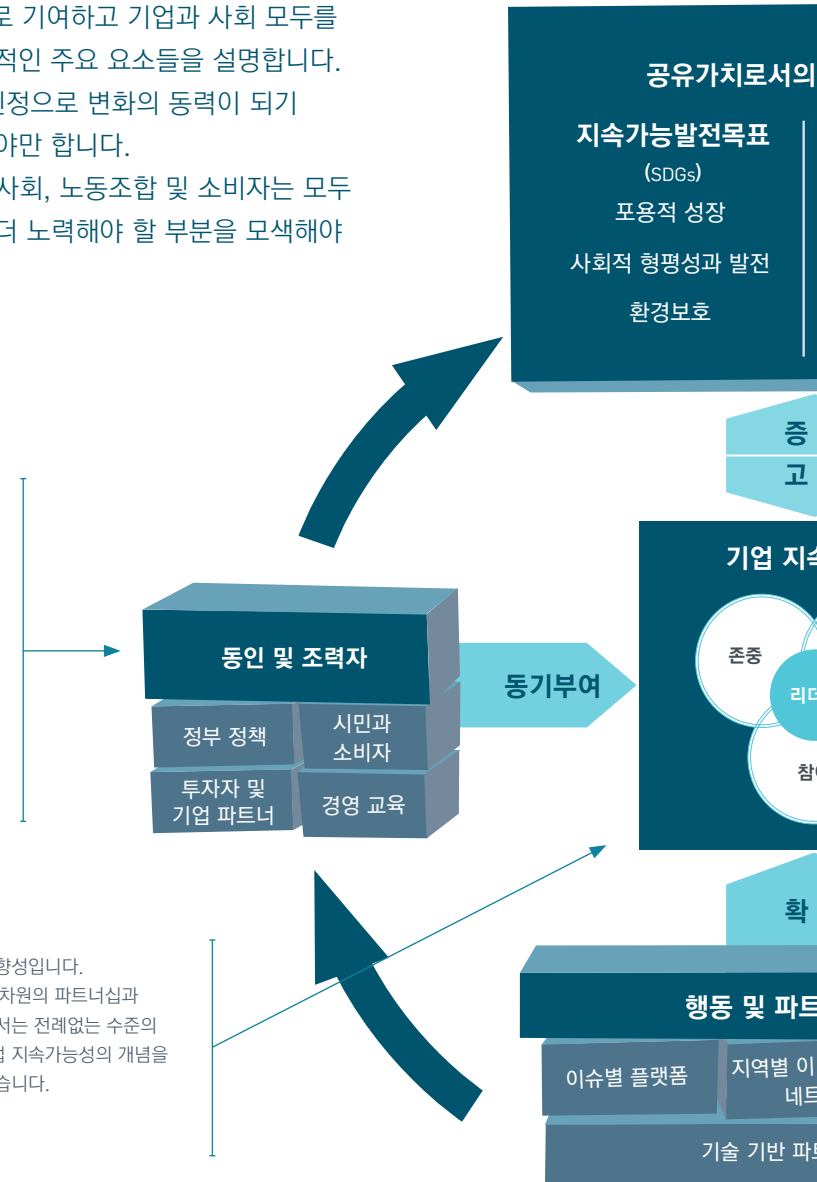 로 기여하고 기업과 사회 모두를
적인 주요 요소들을 설명합니다.
진정으로 변화의 동력이 되기
야만 합니다.
사회, 노동조합 및 소비자는 모두
더 노력해야 할 부분을 모색해야
공유가치로서의
지속가능발전목표
(SDGs)
포용적 성장
사회적 형평성과 발전
환경보호
증
고
기업 지속
존중
리더
참여
동인 및 조력자
정부 정책
시민과
소비자
투자자 및
기업 파트너
경영 교육
동기부여
확
향성입니다.
차원의 파트너십과
서는 전례없는 수준의
업 지속가능성의 개념을
습니다.
행동 및 파트
이슈별 플랫폼
지역별 이
네트
기술 기반 파트